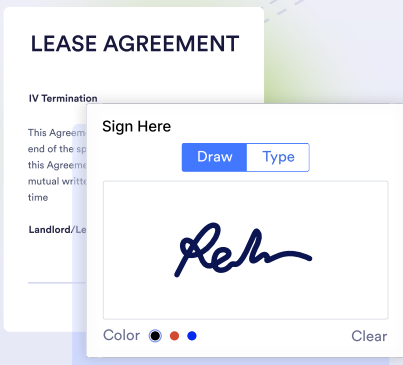 LEASE AGREEMENT
IV Termination
This Agreem
end of the sp
this Agreeme
mutual writte
time
Landlord/Le
Sign Here
Draw
Type
Color
Clear